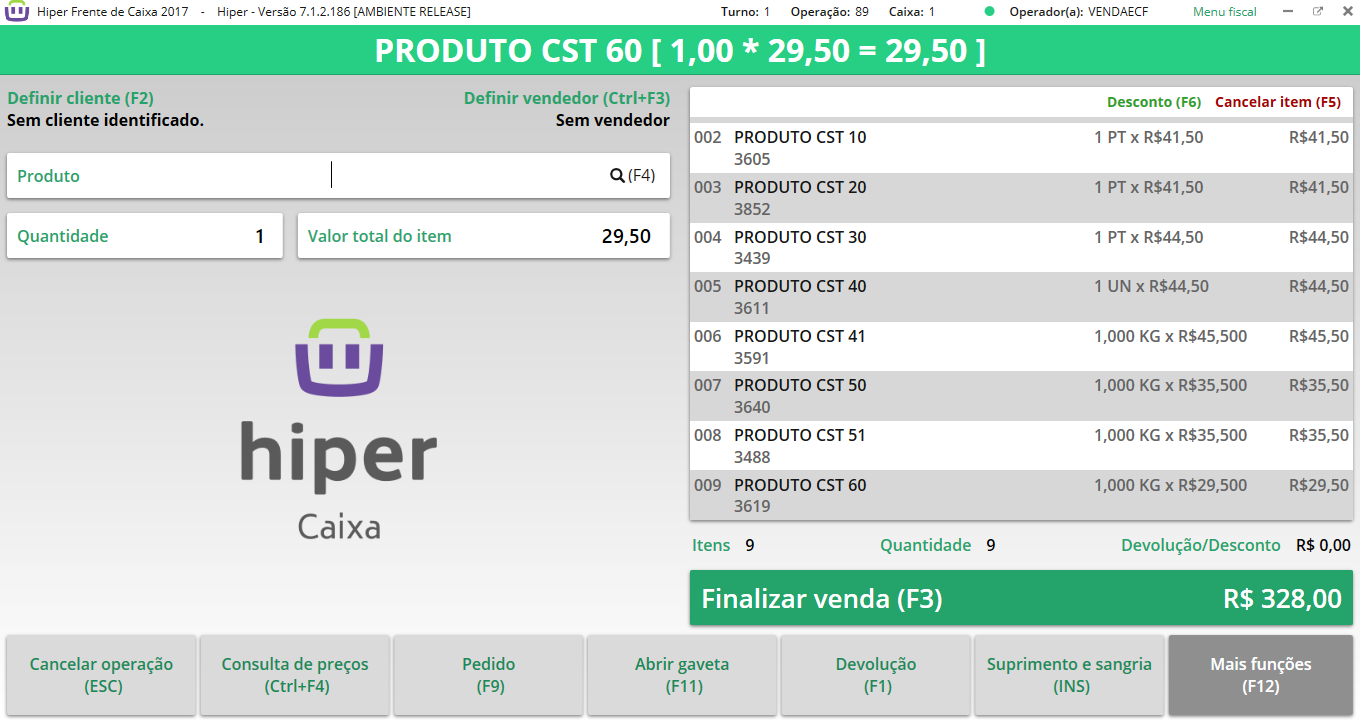 Hiper Frente de Caixa 2017 - Hiper - Versão 7.1.2.186 [AMBIENTE RELEASE] Turno: 1 Operação: 89 Caixa: 1 Operador(a): VENDAECF Menu fiscal
PRODUTO CST 60 [ 1,00 * 29,50 = 29,50 ]
Definir cliente (F2)
Sem cliente identificado.
Definir vendedor (Ctrl+F3)
Sem vendedor
Produto (F4)
Quantidade 1
Valor total do item 29,50
hiper
Caixa
Desconto (F6) Cancelar item (F5)
002 PRODUTO CST 10 1 PT x R$41,50 R$41,50
3605
003 PRODUTO CST 20 1 PT x R$41,50 R$41,50
3852
004 PRODUTO CST 30 1 PT x R$44,50 R$44,50
3439
005 PRODUTO CST 40 1 UN x R$44,50 R$44,50
3611
006 PRODUTO CST 41 1,000 KG x R$45,500 R$45,50
3591
007 PRODUTO CST 50 1,000 KG x R$35,500 R$35,50
3640
008 PRODUTO CST 51 1,000 KG x R$35,500 R$35,50
3488
009 PRODUTO CST 60 1,000 KG x R$29,500 R$29,50
3619
Itens 9 Quantidade 9 Devolução/Desconto R$ 0,00
Finalizar venda (F3) R$ 328,00
Cancelar operação
(ESC)
Consulta de preços
(Ctrl+F4)
Pedido
(F9)
Abrir gaveta
(F11)
Devolução
(F1)
Suprimento e sangria
(INS)
Mais funções
(F12)